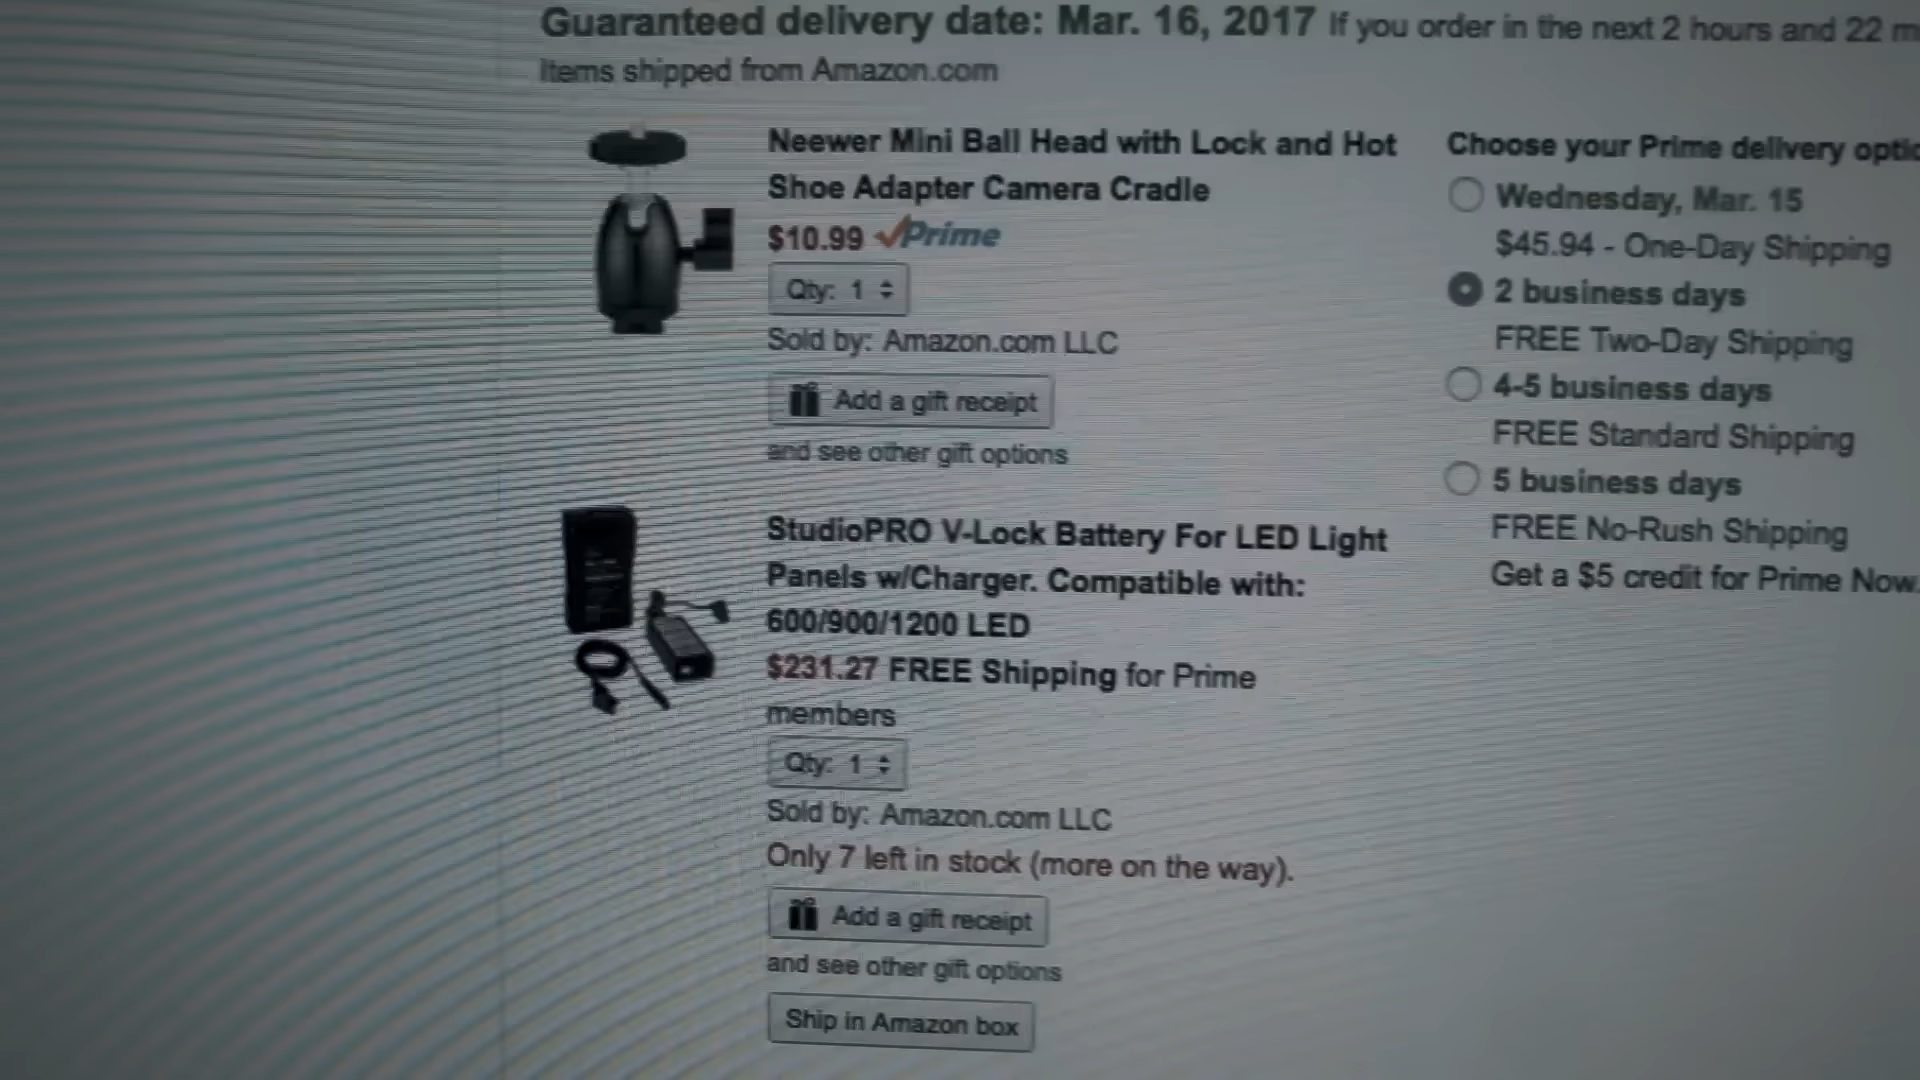 Guaranteed delivery date: Mar. 16, 2017 If you order in the next 2 hours and 22 m
Items shipped from Amazon.com
Neewer Mini Ball Head with Lock and Hot
Shoe Adapter Camera Cradle
$10.99 Prime
Qty: 1
Sold by: Amazon.com LLC
Add a gift receipt
and see other gift options
StudioPRO V-Lock Battery For LED Light
Panels w/Charger. Compatible with:
600/900/1200 LED
$231.27 FREE Shipping for Prime
members
Qty: 1
Sold by: Amazon.com LLC
Only 7 left in stock (more on the way).
Add a gift receipt
and see other gift options
Ship in Amazon box
Choose your Prime delivery optio
Wednesday, Mar. 15
$45.94 - One-Day Shipping
2 business days
FREE Two-Day Shipping
4-5 business days
FREE Standard Shipping
5 business days
FREE No-Rush Shipping
Get a $5 credit for Prime Now.